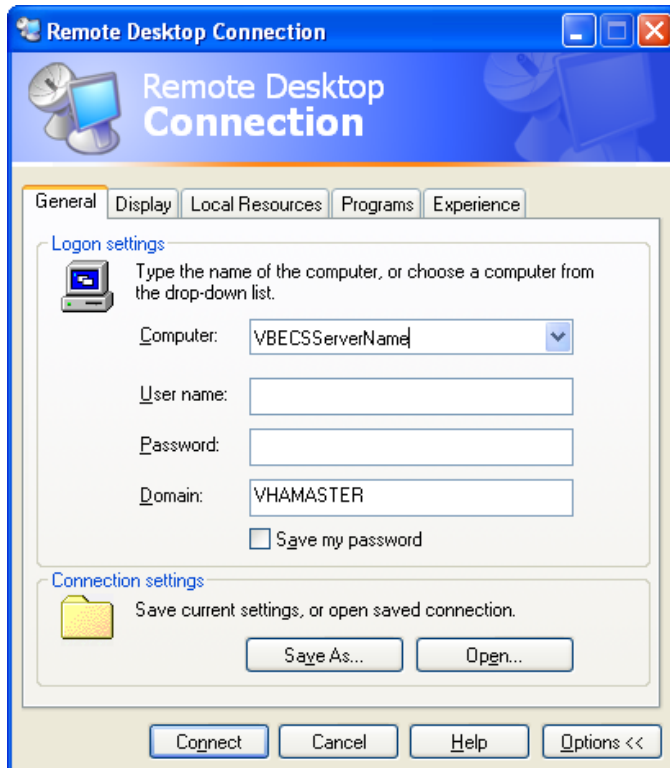 Remote Desktop Connection
Remote Desktop
Connection
General Display Local Resources Programs Experience
Logon settings
Type the name of the computer, or choose a computer from
the drop-down list.
Computer: VBECSServerName
User name:
Password:
Domain: VHAMASTER
Save my password
Connection settings
Save current settings, or open saved connection.
Save As... Open...
Connect Cancel Help Options <<